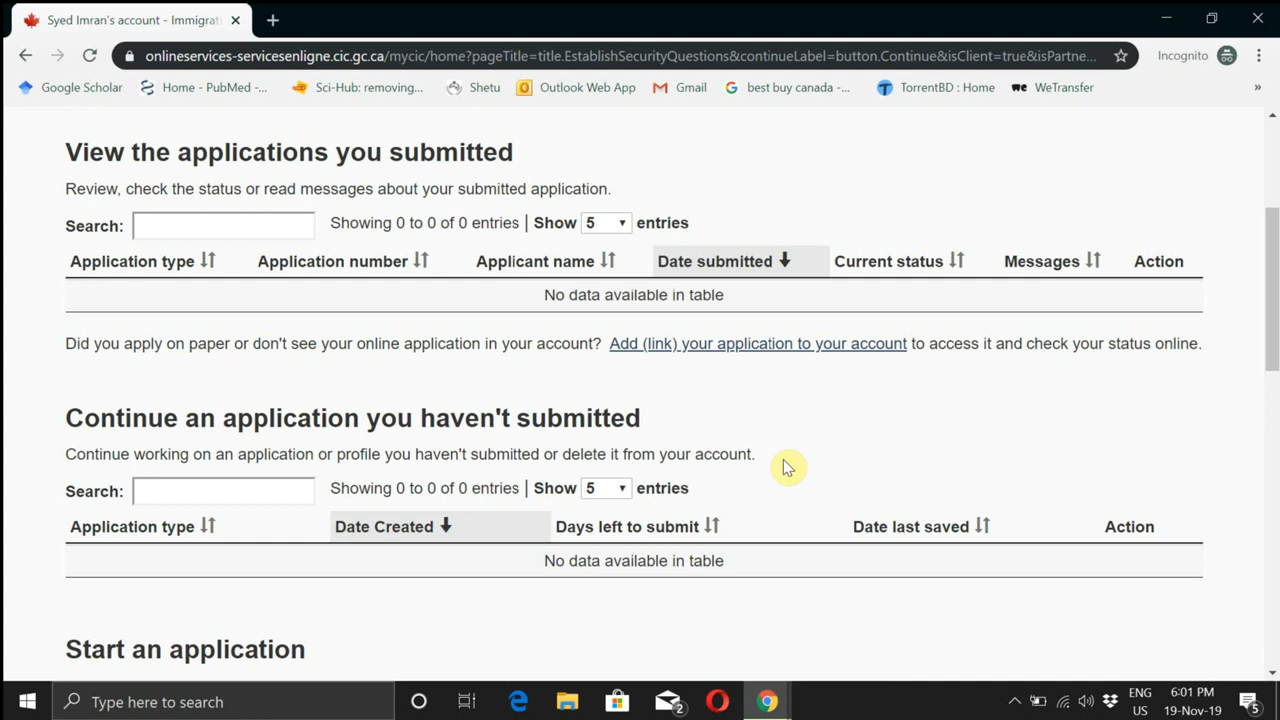 Syed Imran's account - Immigrati
onlineservices-servicesenligne.cic.gc.ca/mycic/home?pageTitle=title.EstablishSecurityQuestions&continueLabel=button.Continue&isClient=true&isPartne...
Incognito
Google Scholar
Home - PubMed -...
Sci-Hub: removing...
Shetu
Outlook Web App
Gmail
best buy canada -...
TorrentBD : Home
WeTransfer
»
View the applications you submitted
Review, check the status or read messages about your submitted application.
Search: Showing 0 to 0 of 0 entries | Show 5 entries
Application type Application number Applicant name Date submitted Current status Messages Action
No data available in table
Did you apply on paper or don't see your online application in your account? Add (link) your application to your account to access it and check your status online.
Continue an application you haven't submitted
Continue working on an application or profile you haven't submitted or delete it from your account.
Search: Showing 0 to 0 of 0 entries | Show 5 entries
Application type Date Created Days left to submit Date last saved Action
No data available in table
Start an application
Type here to search
2
ENG
US
6:01 PM
19-Nov-19
5